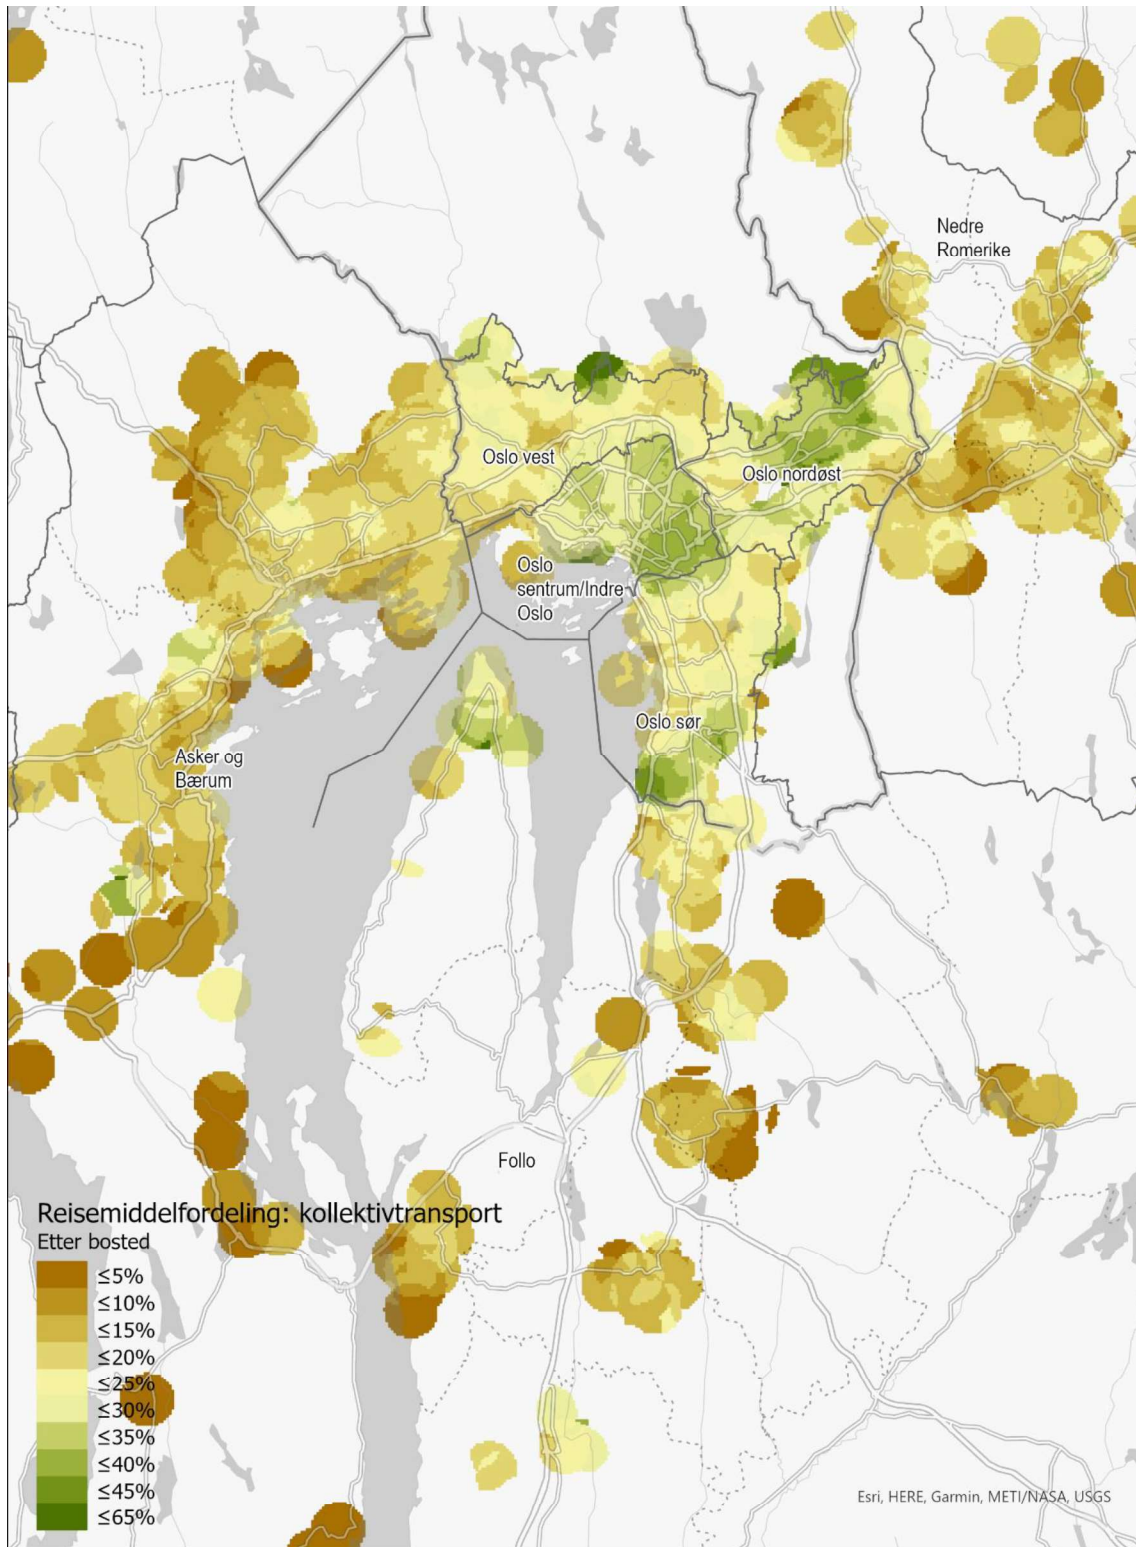 Nedre
Romerike
Oslo vest
Oslo nordøst
Oslo
sentrum/Indre
Oslo
Oslo sør
Asker og
Bærum
Follo
Reisemiddelfordeling: kollektivtransport
Etter bosted
≤5%
≤10%
≤15%
≤20%
≤25%
≤30%
≤35%
≤40%
≤45%
≤65%
Esri, HERE, Garmin, METI/NASA, USGS